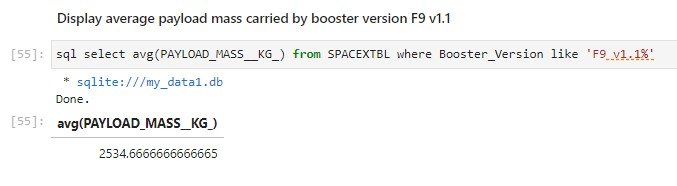 Display average payload mass carried by booster version F9 v1.1
[55]: sql select avg(PAYLOAD_MASS__KG_) from SPACEXTBL where Booster_Version like 'F9 v1.1%'
* sqlite:///my_data1.db
Done.
[55]: avg(PAYLOAD_MASS__KG_)
2534.6666666666665